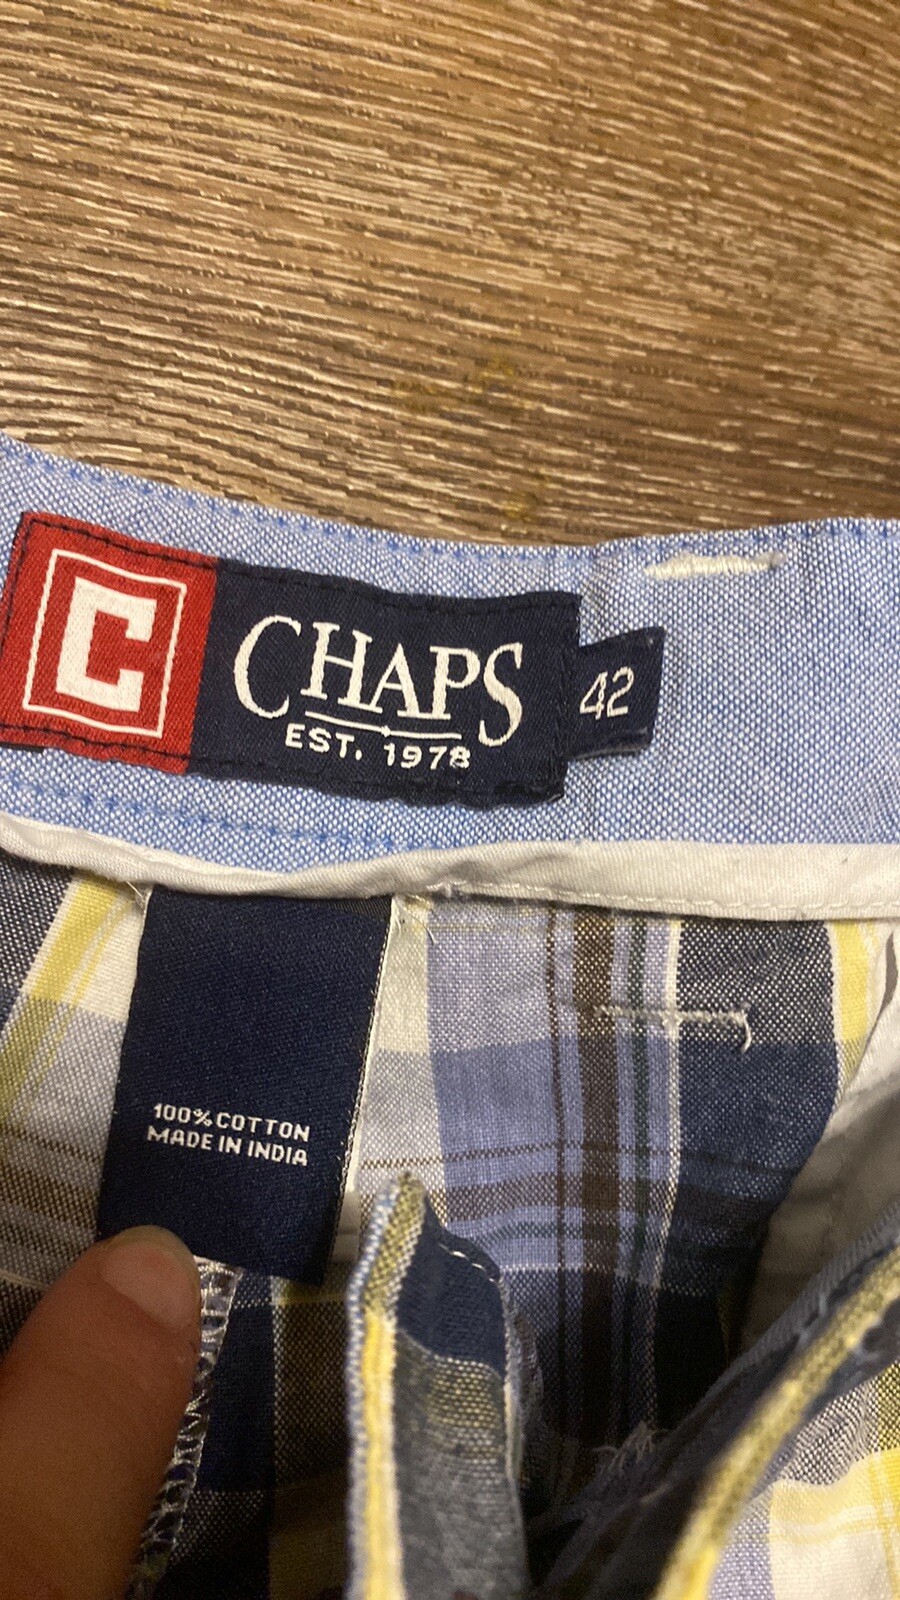 C
CHAPS
EST. 1978
42
100% COTTON
MADE IN INDIA